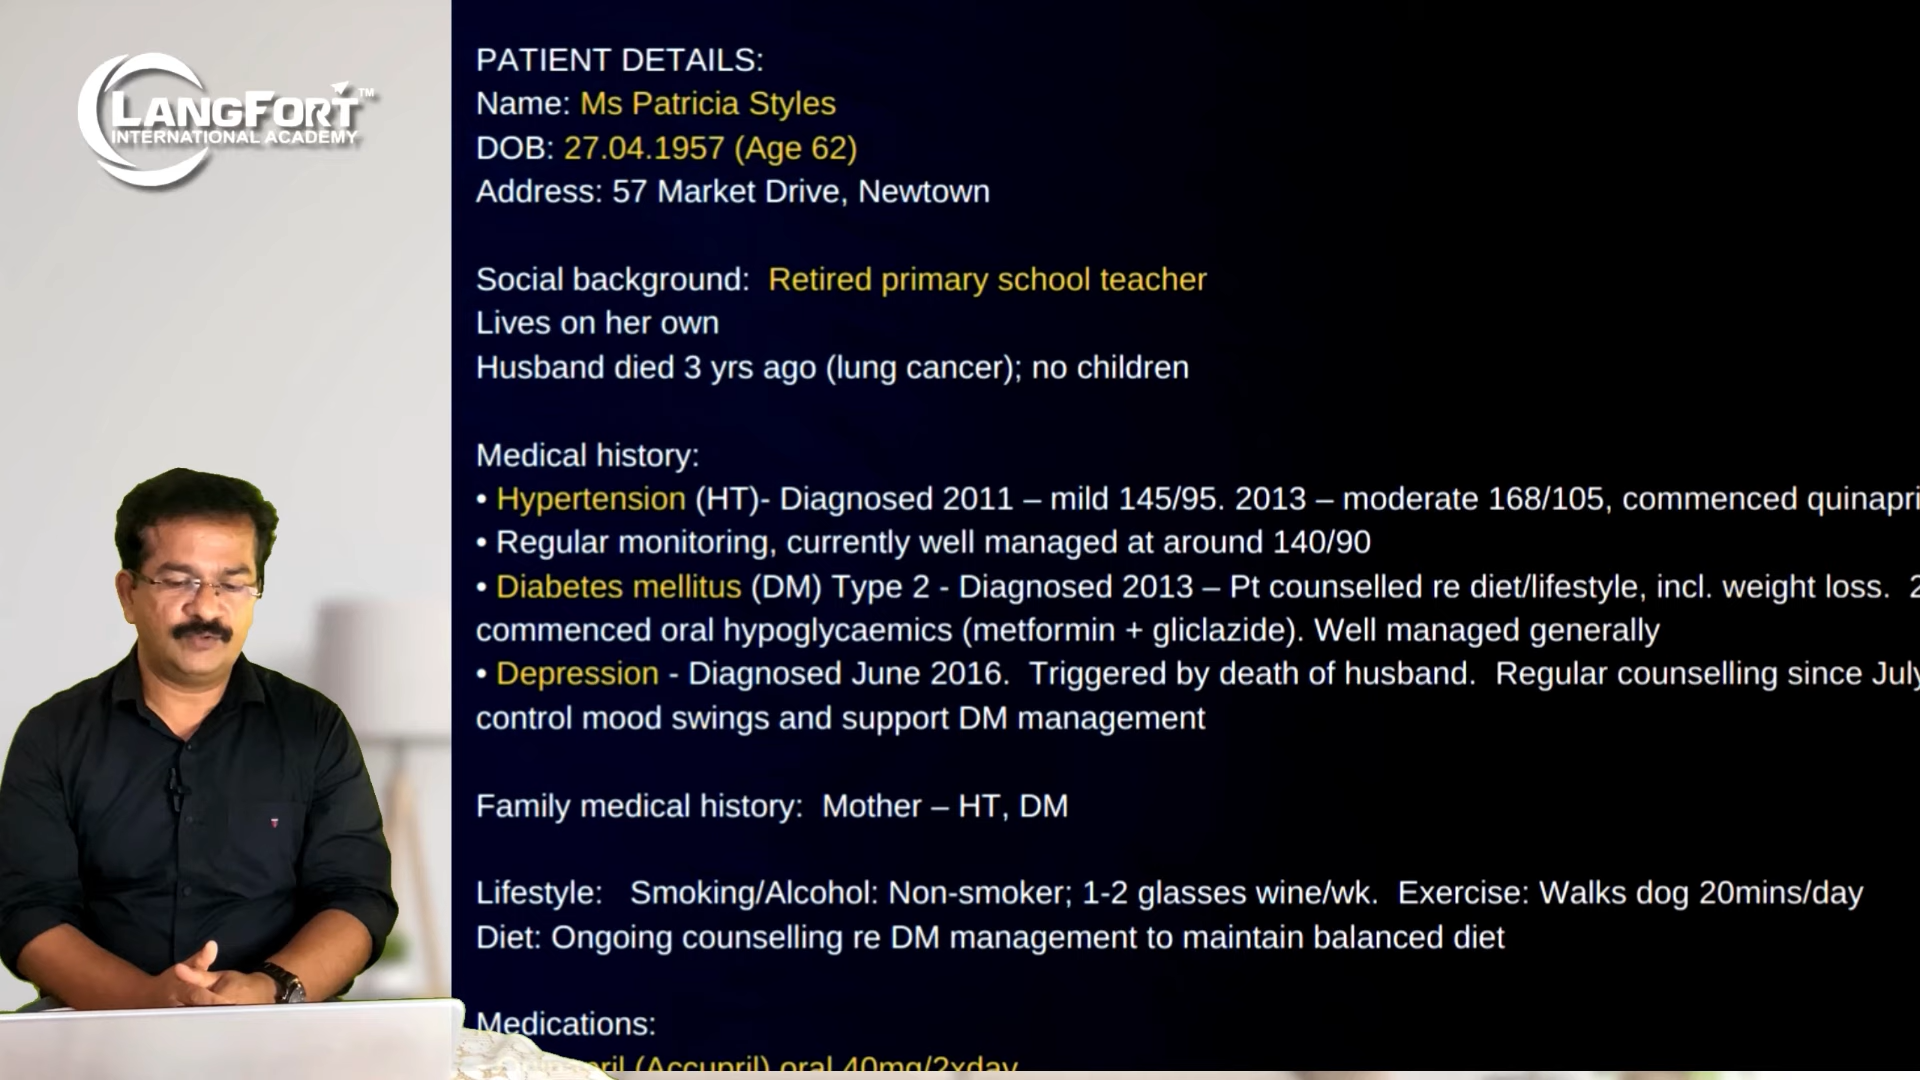 LANGFORT™
INTERNATIONAL ACADEMY
PATIENT DETAILS:
Name: Ms Patricia Styles
DOB: 27.04.1957 (Age 62)
Address: 57 Market Drive, Newtown
Social background: Retired primary school teacher
Lives on her own
Husband died 3 yrs ago (lung cancer); no children
Medical history:
• Hypertension (HT)- Diagnosed 2011 – mild 145/95. 2013 – moderate 168/105, commenced
• Regular monitoring, currently well managed at around 140/90
• Diabetes mellitus (DM) Type 2 - Diagnosed 2013 – Pt counselled re diet/lifestyle, incl. weight loss.
commenced oral hypoglycaemics (metformin + gliclazide). Well managed generally
• Depression - Diagnosed June 2016. Triggered by death of husband. Regular counselling since July
control mood swings and support DM management
Family medical history: Mother – HT, DM
Lifestyle: Smoking/Alcohol: Non-smoker; 1-2 glasses wine/wk. Exercise: Walks dog 20mins/day
Diet: Ongoing counselling re DM management to maintain balanced diet
Medications:
(Accupril) oral 40mg/2xday